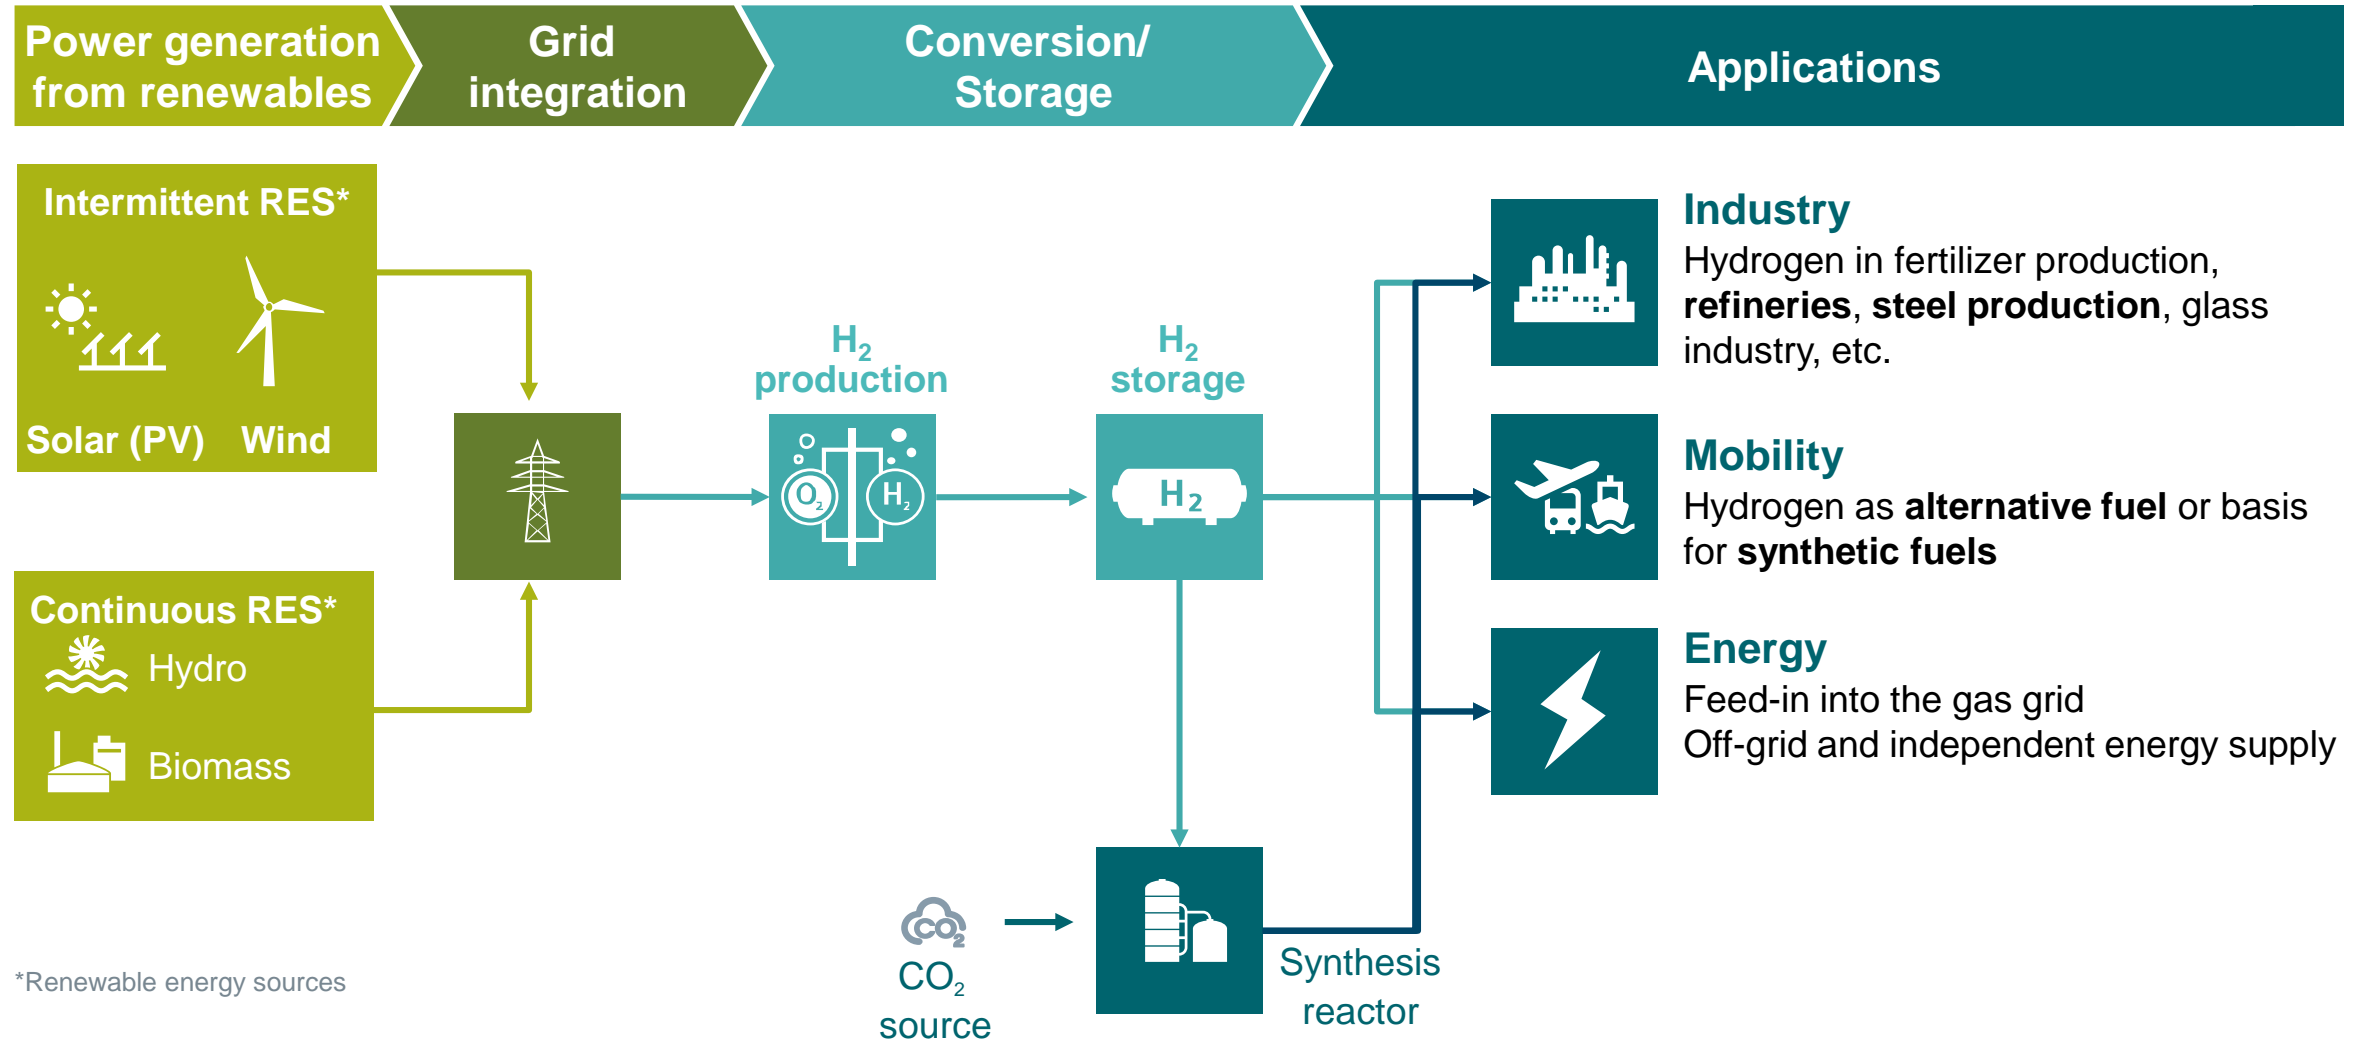 Power generation
from renewables
Grid
integration
Conversion/
Storage
Applications
Intermittent RES*
Solar (PV)
Wind
Continuous RES*
Hydro
Biomass
*Renewable energy sources
H₂
production
O₂
H₂
H₂
storage
H₂
CO₂
CO₂
source
Synthesis
reactor
Industry
Hydrogen in fertilizer production,
refineries, steel production, glass
industry, etc.
Mobility
Hydrogen as alternative fuel or basis
for synthetic fuels
Energy
Feed-in into the gas grid
Off-grid and independent energy supply